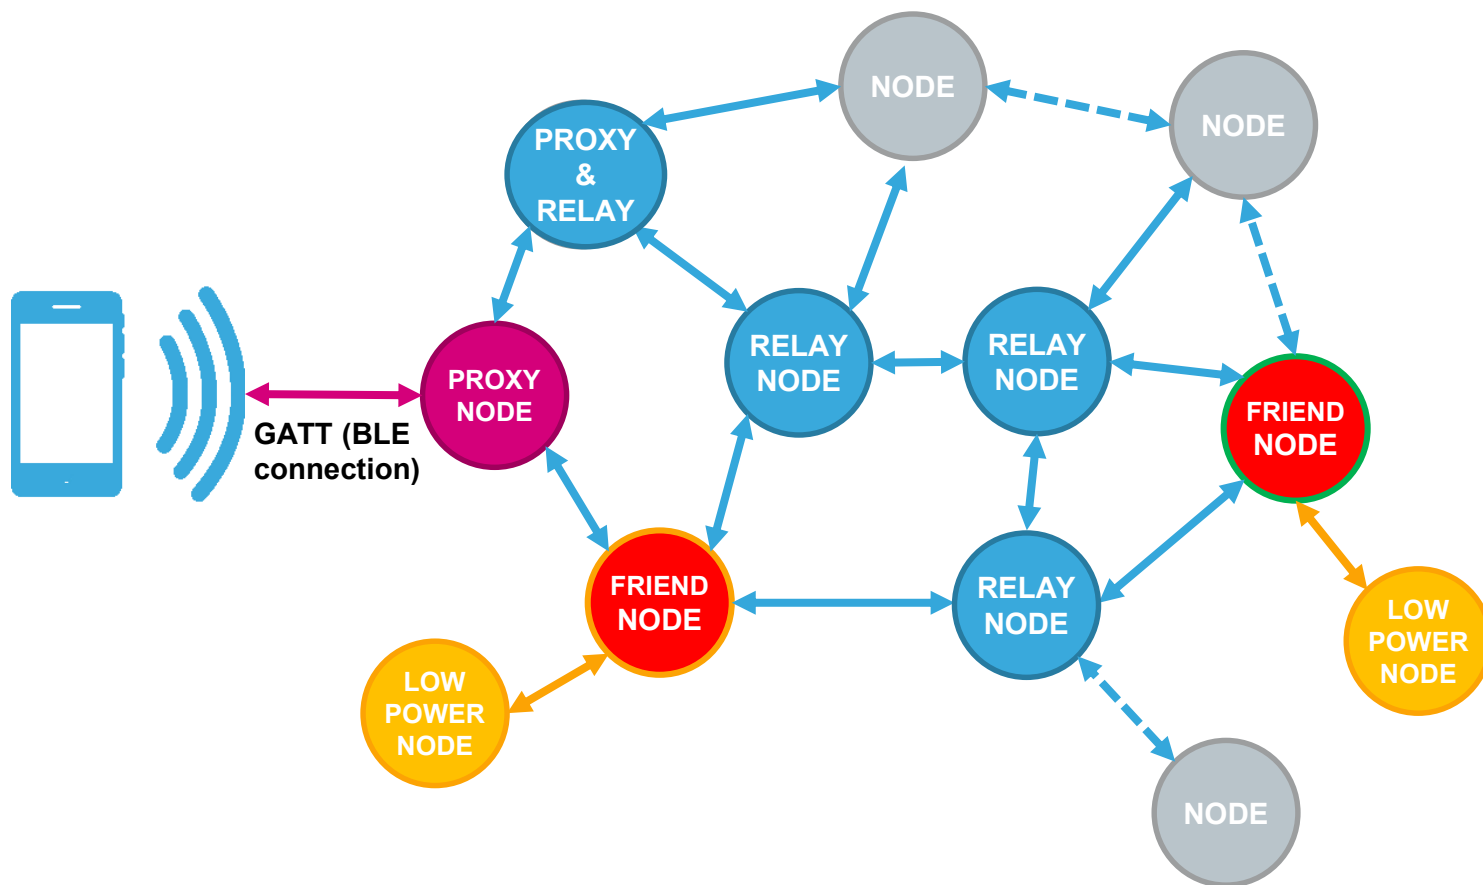 NODE
NODE
PROXY
&
RELAY
RELAY
NODE
RELAY
NODE
PROXY
NODE
GATT (BLE
connection)
FRIEND
NODE
FRIEND
NODE
RELAY
NODE
LOW
POWER
NODE
LOW
POWER
NODE
NODE